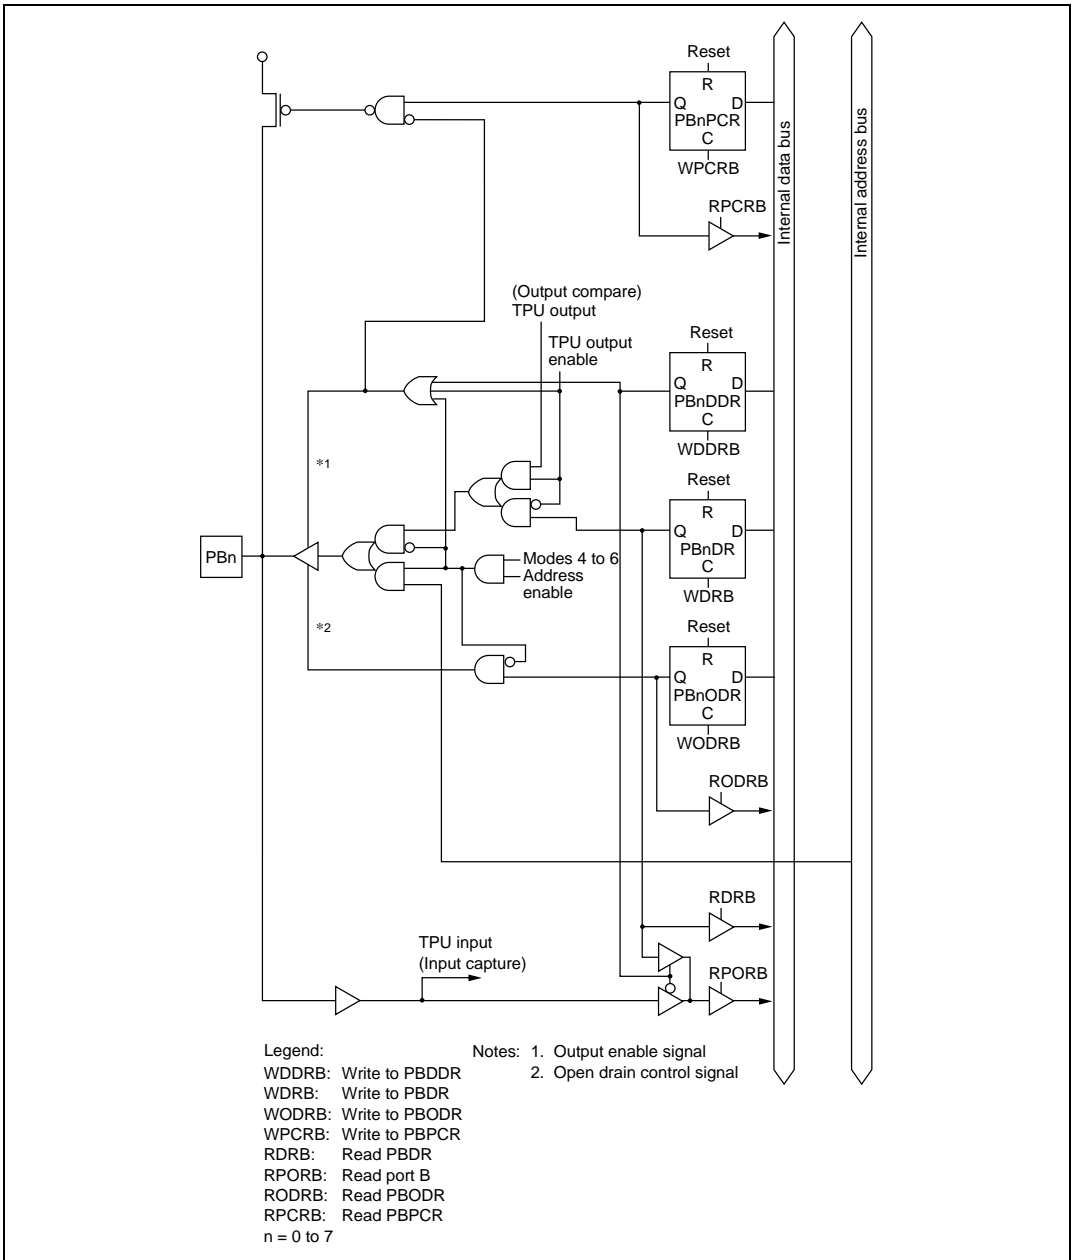 Reset
R
Q D
PBnPCR
C
WPCRB
RPCRB
Internal data bus
Internal address bus
(Output compare)
TPU output
TPU output
enable
Reset
R
Q D
PBnDDR
C
WDDRB
*1
Reset
R
Q D
PBnDR
C
WDRB
PBn
Modes 4 to 6
Address
enable
*2
Reset
R
Q D
PBnODR
C
WODRB
RODRB
RDRB
TPU input
(Input capture)
RPORB
Legend:
WDDRB: Write to PBDDR
WDRB: Write to PBDR
WODRB: Write to PBODR
WPCRB: Write to PBPCR
RDRB: Read PBDR
RPORB: Read port B
RODRB: Read PBODR
RPCRB: Read PBPCR
n = 0 to 7
Notes: 1. Output enable signal
2. Open drain control signal